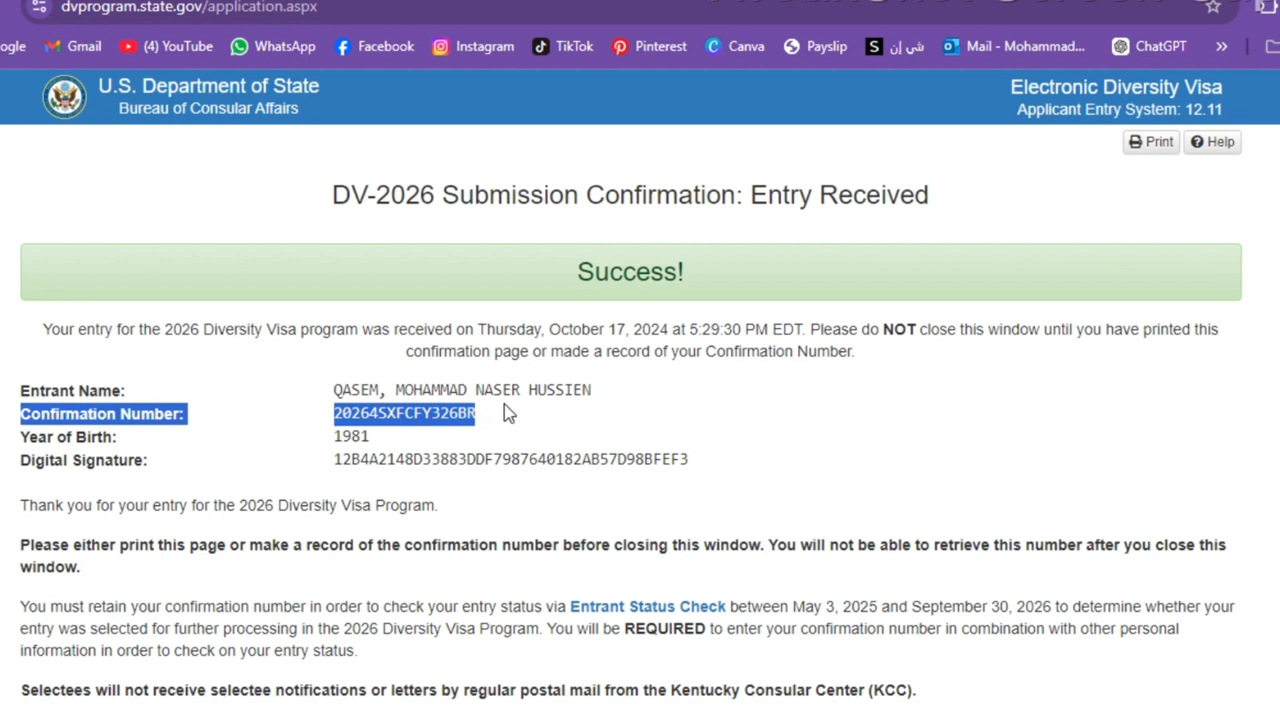 dvprogram.state.gov/application.aspx
ogle Gmail (4) YouTube WhatsApp Facebook Instagram TikTok Pinterest Canva Payslip شي إن Mail - Mohammad... ChatGPT »
U.S. Department of State
Bureau of Consular Affairs
Electronic Diversity Visa
Applicant Entry System: 12.11
Print Help
DV-2026 Submission Confirmation: Entry Received
Success!
Your entry for the 2026 Diversity Visa program was received on Thursday, October 17, 2024 at 5:29:30 PM EDT. Please do NOT close this window until you have printed this
confirmation page or made a record of your Confirmation Number.
Entrant Name: QASEM, MOHAMMAD NASER HUSSIEN
Confirmation Number: 20264SXFCFY326BR
Year of Birth: 1981
Digital Signature: 12B4A2148D33883DDF7987640182AB57D98BFEF3
Thank you for your entry for the 2026 Diversity Visa Program.
Please either print this page or make a record of the confirmation number before closing this window. You will not be able to retrieve this number after you close this
window.
You must retain your confirmation number in order to check your entry status via Entrant Status Check between May 3, 2025 and September 30, 2026 to determine whether your
entry was selected for further processing in the 2026 Diversity Visa Program. You will be REQUIRED to enter your confirmation number in combination with other personal
information in order to check on your entry status.
Selectees will not receive selectee notifications or letters by regular postal mail from the Kentucky Consular Center (KCC).